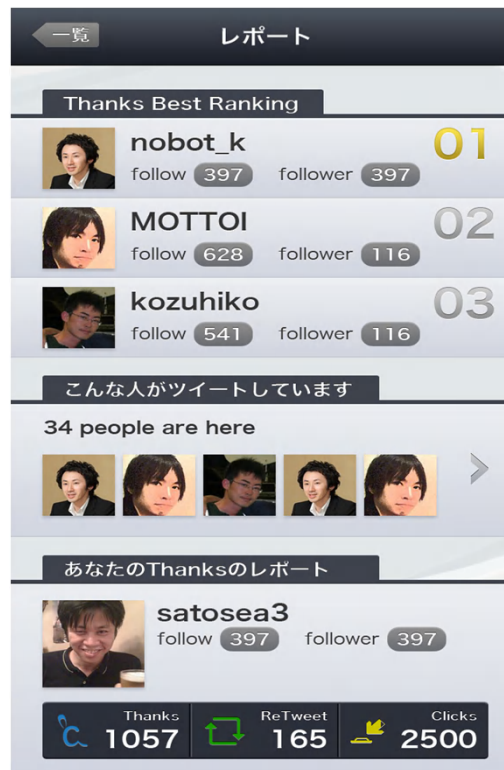 一覧
レポート
Thanks Best Ranking
nobot_k
01
follow 397 follower 397
MOTTOI
02
follow 628 follower 116
kozuhiko
03
follow 541 follower 116
こんな人がツイートしています
34 people are here
あなたのThanksのレポート
satosea3
follow 397 follower 397
Thanks
1057
ReTweet
165
Clicks
2500